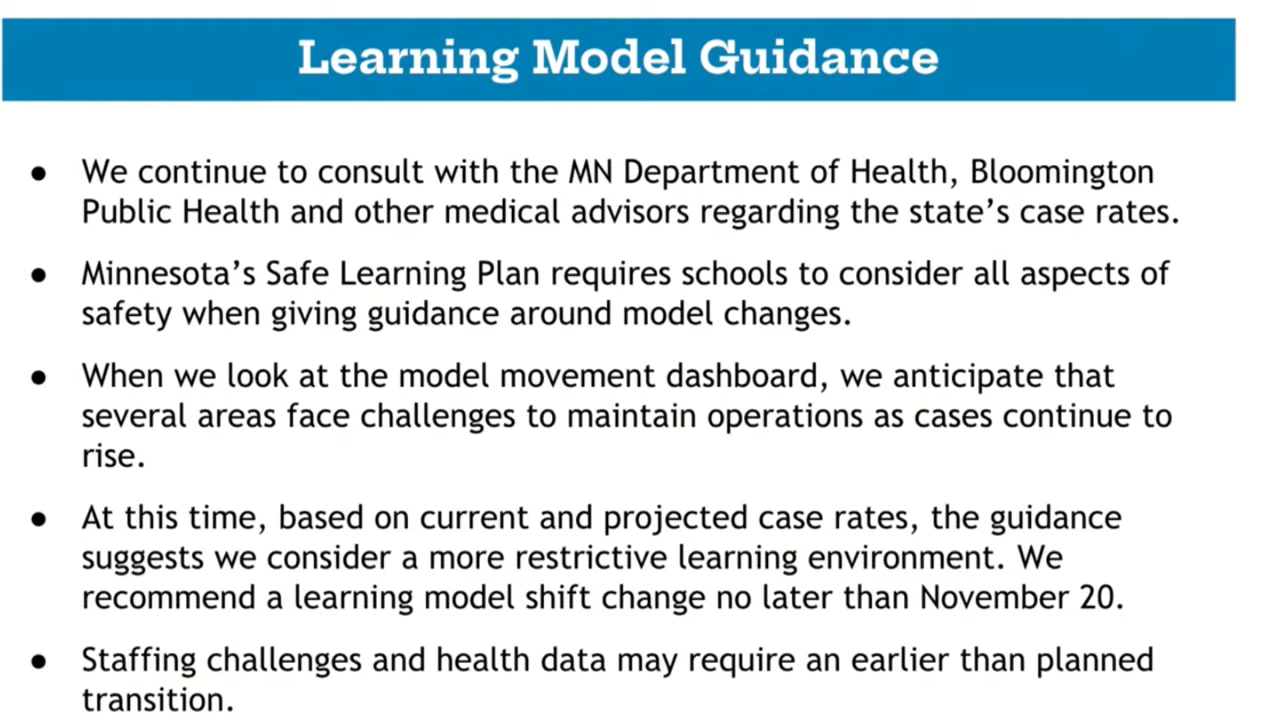 Learning Model Guidance
● We continue to consult with the MN Department of Health, Bloomington
Public Health and other medical advisors regarding the state’s case rates.
● Minnesota’s Safe Learning Plan requires schools to consider all aspects of
safety when giving guidance around model changes.
● When we look at the model movement dashboard, we anticipate that
several areas face challenges to maintain operations as cases continue to
rise.
● At this time, based on current and projected case rates, the guidance
suggests we consider a more restrictive learning environment. We
recommend a learning model shift change no later than November 20.
● Staffing challenges and health data may require an earlier than planned
transition.